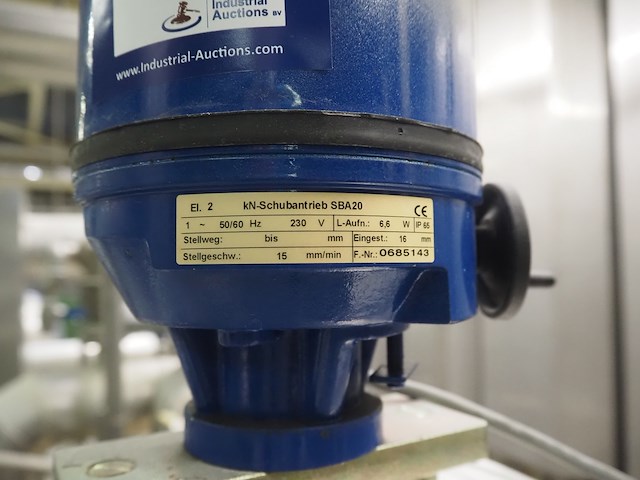 Industrial
Auctions BV
www.Industrial-Auctions.com
El. 2 kN-Schubantrieb SBA20 CE
1 ~ 50/60 Hz 230 V L-Aufn.: 6,6 W IP 65
Stellweg: bis mm Eingest.: 16 mm
Stellgeschw.: 15 mm/min F.-Nr.: 0685143